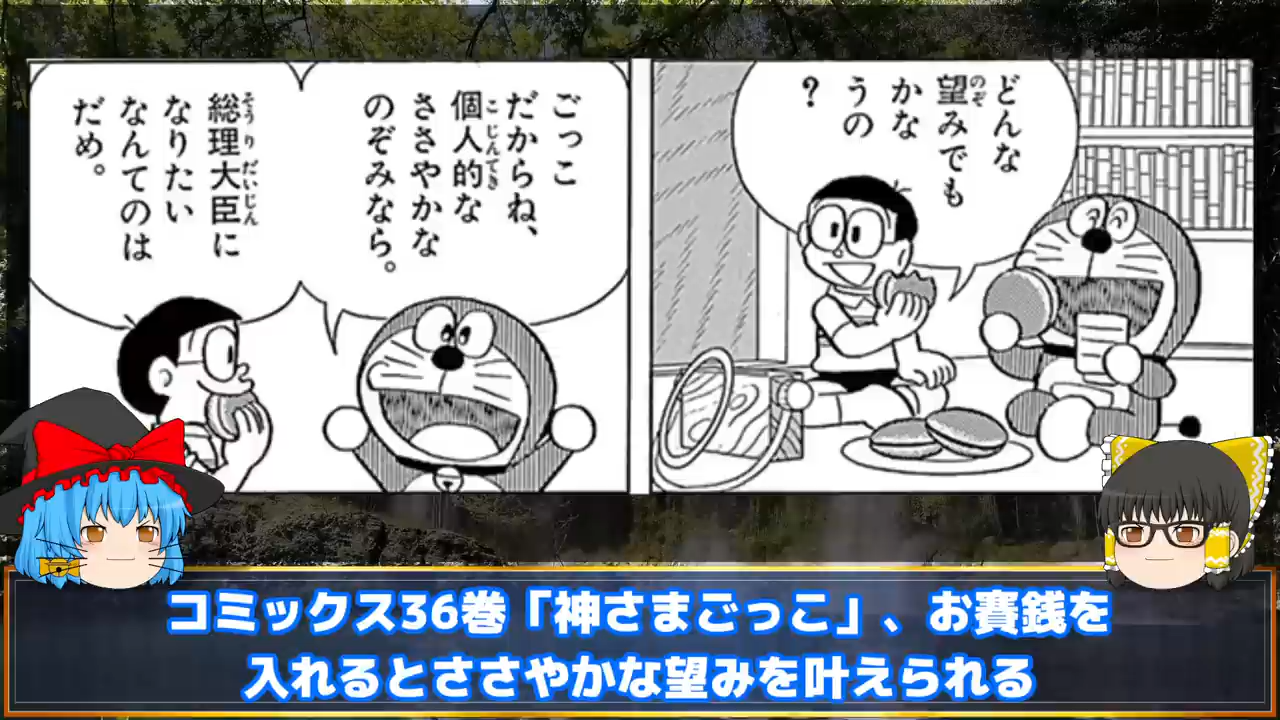 どんな
望みでも
かな
うの
?
ごっこ
だからね、
個人的な
ささやかな
のぞみなら。
総理大臣に
なりたい
なんてのは
だめ。
コミックス36巻「神さまごっこ」、お賽銭を
入れるとささやかな望みを叶えられる